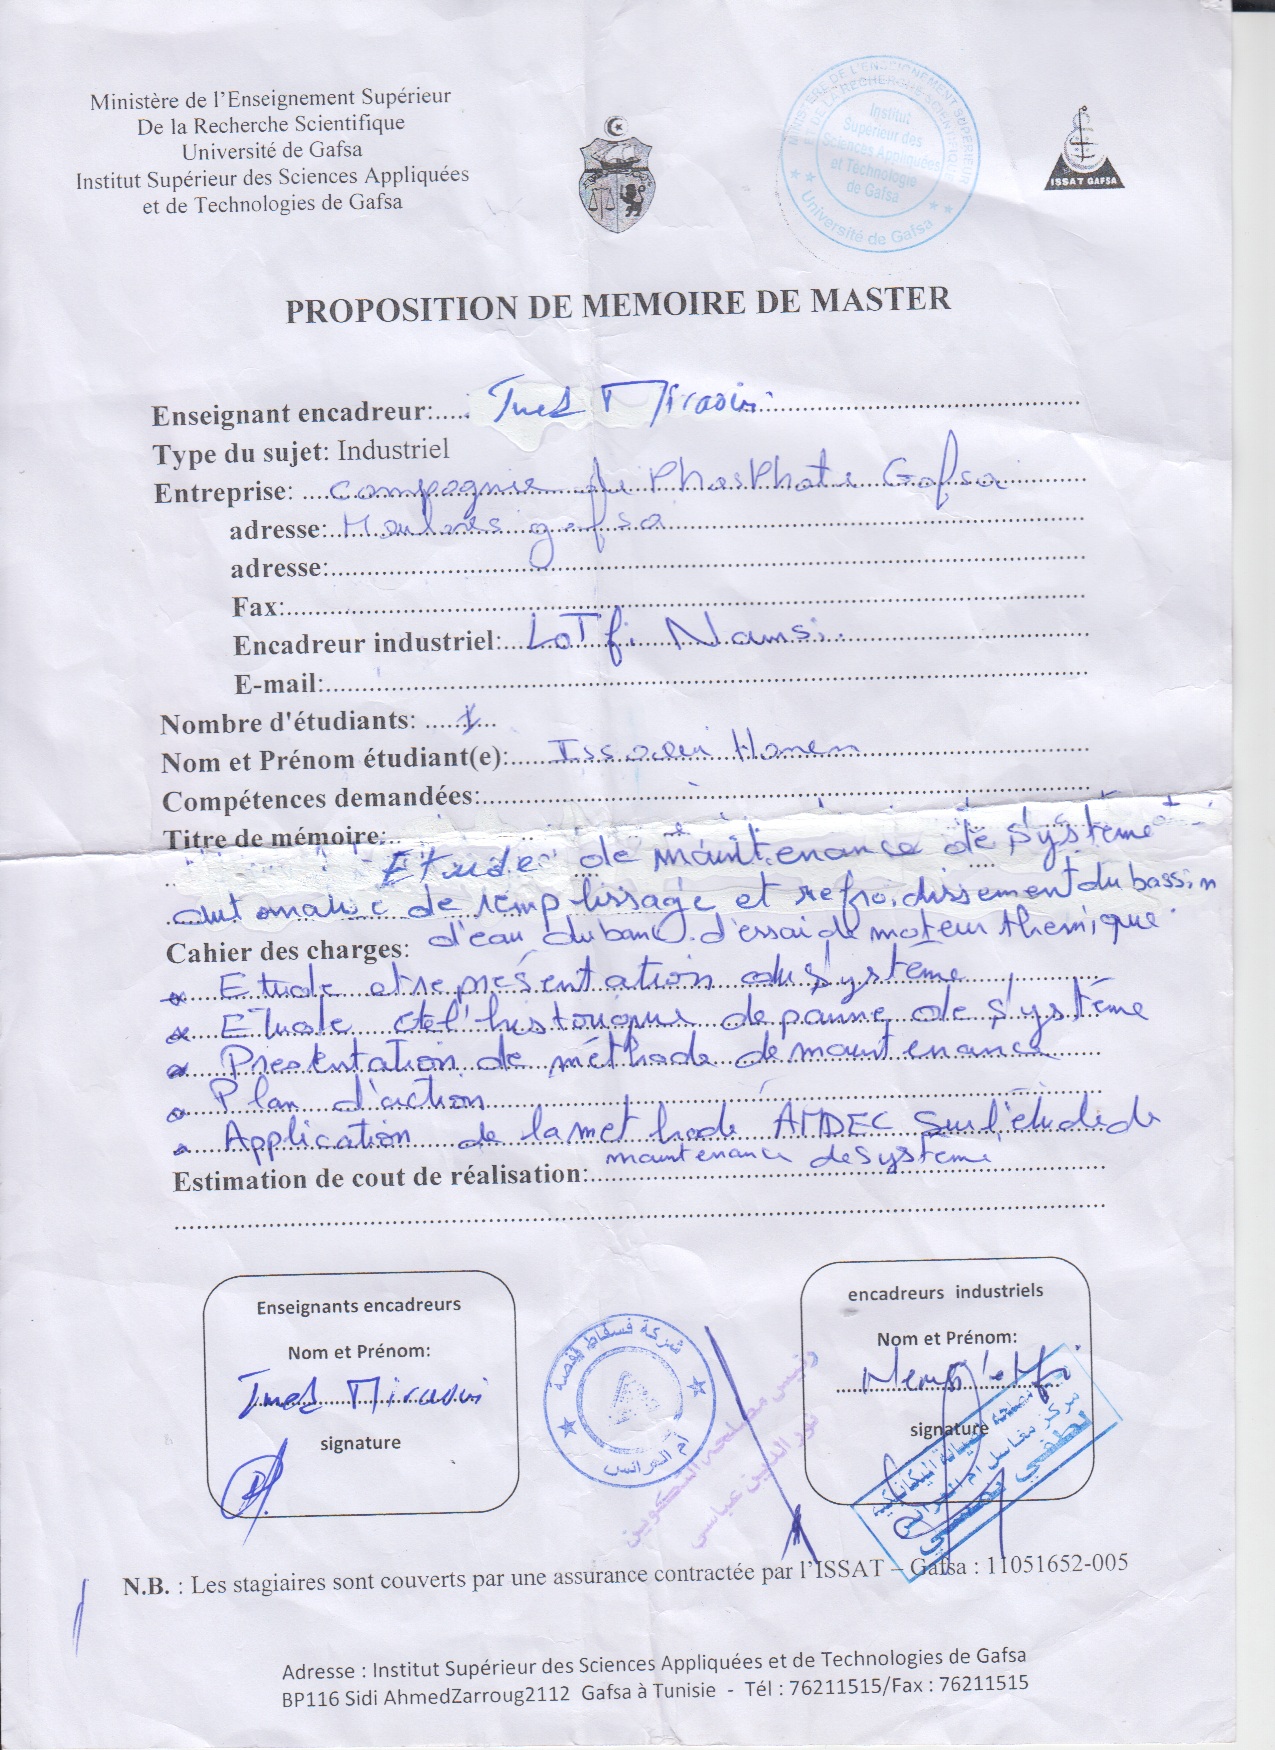 Ministère de l'Enseignement Supérieur
De la Recherche Scientifique
Université de Gafsa
Institut Supérieur des Sciences Appliquées
et de Technologies de Gafsa
MINISTÈRE DE L'ENSEIGNEMENT SUPÉRIEUR
ET DE LA RECHERCHE SCIENTIFIQUE
Institut
Supérieur des
Sciences Appliquées
et Technologie
de Gafsa
Université de Gafsa
ISSAT GAFSA
PROPOSITION DE MEMOIRE DE MASTER
Enseignant encadreur: Ines Miraoui
Type du sujet: Industriel
Entreprise: Compagnie de PhosPhate Gafsa
adresse: Moulares gafsa
adresse:
Fax:
Encadreur industriel: LoTfi Namsi
E-mail:
Nombre d'étudiants: 1
Nom et Prénom étudiant(e): Issaoui Hanen
Compétences demandées:
Titre de mémoire:
Etude de maintenance de système
automatic de remplissage et refroidissement du bassin
d'eau du banc d'essai de moteur thermique
Cahier des charges:
Etude et représentation du système
Etude de l'historique de panne de système
Présentation de méthode de maintenance
Plan d'action
Application de la methode AMDEC sur l'étude de
maintenance de système
Estimation de cout de réalisation:
Enseignants encadreurs
Nom et Prénom:
Ines Miraoui
signature
شركة فسفاط قفصة
أم العرائس
رئيس مصلحة التكوين
نور الدين عباسي
encadreurs industriels
Nom et Prénom:
signature
N.B. : Les stagiaires sont couverts par une assurance contractée par l'ISSAT – Gafsa : 11051652-005
Adresse : Institut Supérieur des Sciences Appliquées et de Technologies de Gafsa
BP116 Sidi AhmedZarroug2112 Gafsa à Tunisie - Tél : 76211515/Fax : 76211515